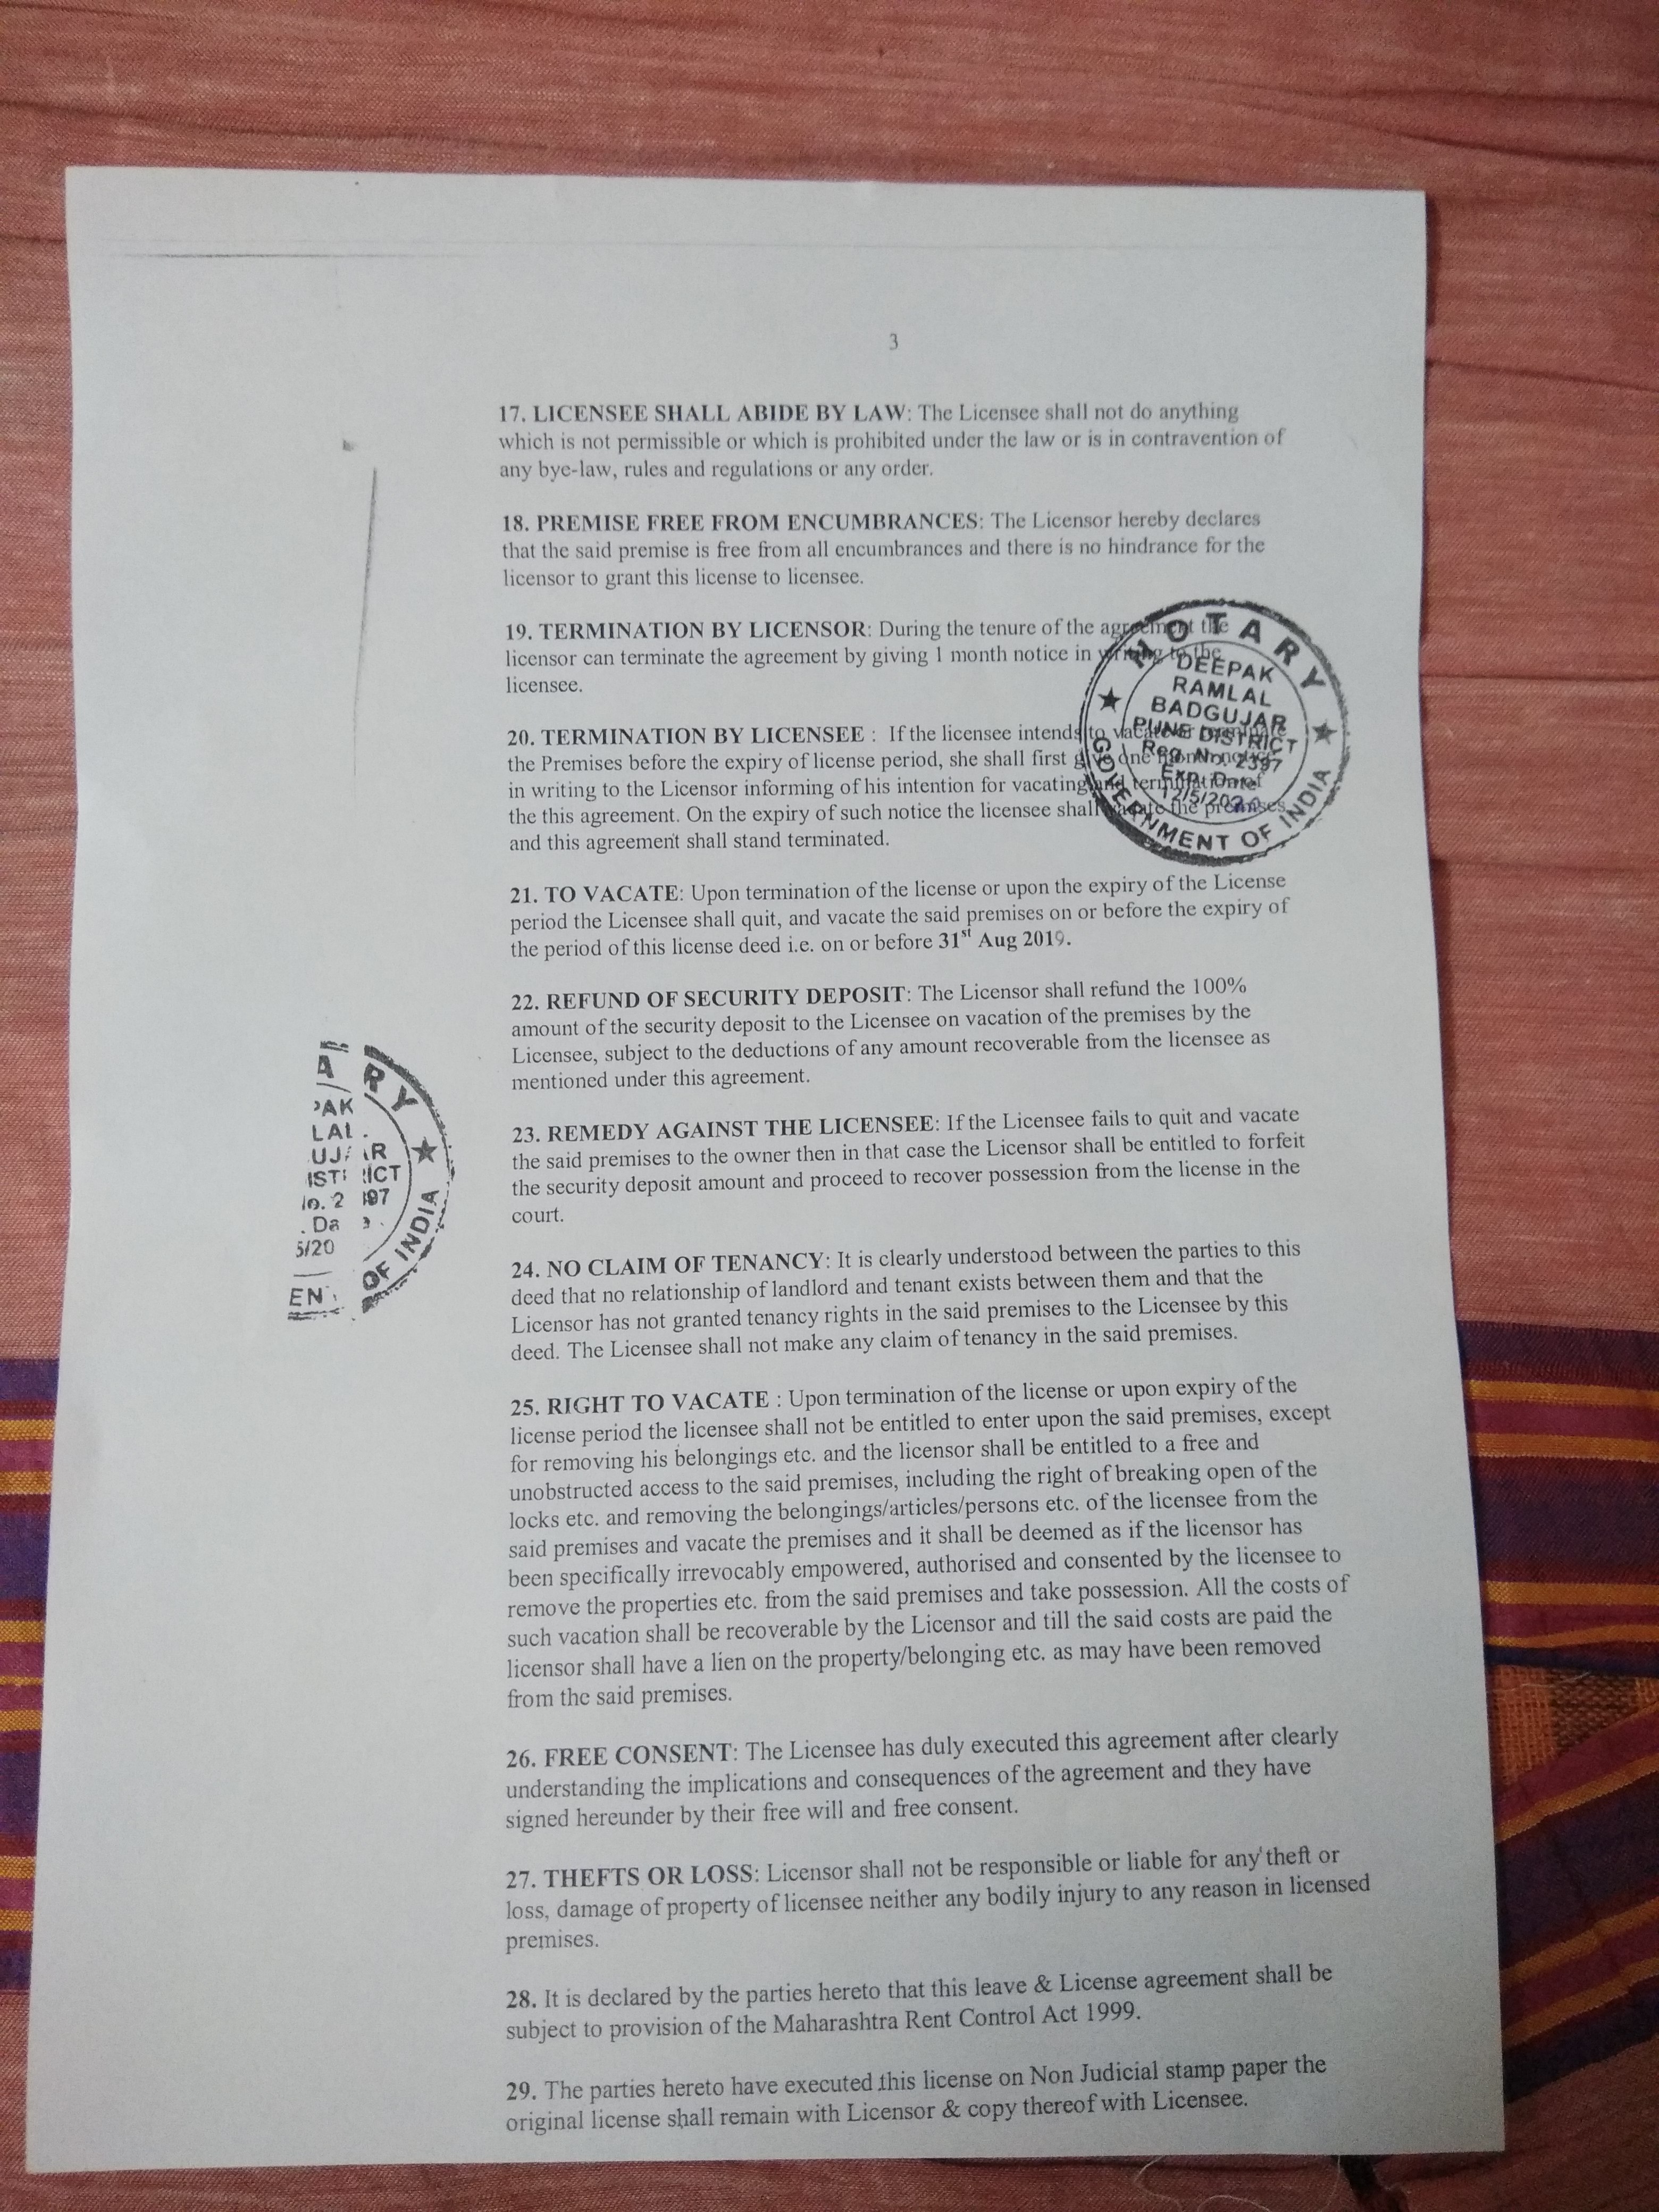 3
17. LICENSEE SHALL ABIDE BY LAW: The Licensee shall not do anything
which is not permissible or which is prohibited under the law or is in contravention of
any bye-law, rules and regulations or any order.
18. PREMISE FREE FROM ENCUMBRANCES: The Licensor hereby declares
that the said premise is free from all encumbrances and there is no hindrance for the
licensor to grant this license to licensee.
19. TERMINATION BY LICENSOR: During the tenure of the agreement the
licensor can terminate the agreement by giving 1 month notice in writing to the
licensee.
20. TERMINATION BY LICENSEE : If the licensee intends to vacate or terminate
the Premises before the expiry of license period, she shall first give one month notice
in writing to the Licensor informing of his intention for vacating and termination of
the this agreement. On the expiry of such notice the licensee shall vacate the premises
and this agreement shall stand terminated.
21. TO VACATE: Upon termination of the license or upon the expiry of the License
period the Licensee shall quit, and vacate the said premises on or before the expiry of
the period of this license deed i.e. on or before 31st Aug 2019.
22. REFUND OF SECURITY DEPOSIT: The Licensor shall refund the 100%
amount of the security deposit to the Licensee on vacation of the premises by the
Licensee, subject to the deductions of any amount recoverable from the licensee as
mentioned under this agreement.
23. REMEDY AGAINST THE LICENSEE: If the Licensee fails to quit and vacate
the said premises to the owner then in that case the Licensor shall be entitled to forfeit
the security deposit amount and proceed to recover possession from the license in the
court.
24. NO CLAIM OF TENANCY: It is clearly understood between the parties to this
deed that no relationship of landlord and tenant exists between them and that the
Licensor has not granted tenancy rights in the said premises to the Licensee by this
deed. The Licensee shall not make any claim of tenancy in the said premises.
25. RIGHT TO VACATE : Upon termination of the license or upon expiry of the
license period the licensee shall not be entitled to enter upon the said premises, except
for removing his belongings etc. and the licensor shall be entitled to a free and
unobstructed access to the said premises, including the right of breaking open of the
locks etc. and removing the belongings/articles/persons etc. of the licensee from the
said premises and vacate the premises and it shall be deemed as if the licensor has
been specifically irrevocably empowered, authorised and consented by the licensee to
remove the properties etc. from the said premises and take possession. All the costs of
such vacation shall be recoverable by the Licensor and till the said costs are paid the
licensor shall have a lien on the property/belonging etc. as may have been removed
from the said premises.
26. FREE CONSENT: The Licensee has duly executed this agreement after clearly
understanding the implications and consequences of the agreement and they have
signed hereunder by their free will and free consent.
27. THEFTS OR LOSS: Licensor shall not be responsible or liable for any theft or
loss, damage of property of licensee neither any bodily injury to any reason in licensed
premises.
28. It is declared by the parties hereto that this leave & License agreement shall be
subject to provision of the Maharashtra Rent Control Act 1999.
29. The parties hereto have executed this license on Non Judicial stamp paper the
original license shall remain with Licensor & copy thereof with Licensee.
NOTARY
DEEPAK
RAMLAL
BADGUJAR
PUNE DISTRICT
Reg. No. 2397
Exp. Date
GOVERNMENT OF INDIA
A RY
PAK
LAL
UJAR
ISTRICT
5/20
EN
OF INDIA